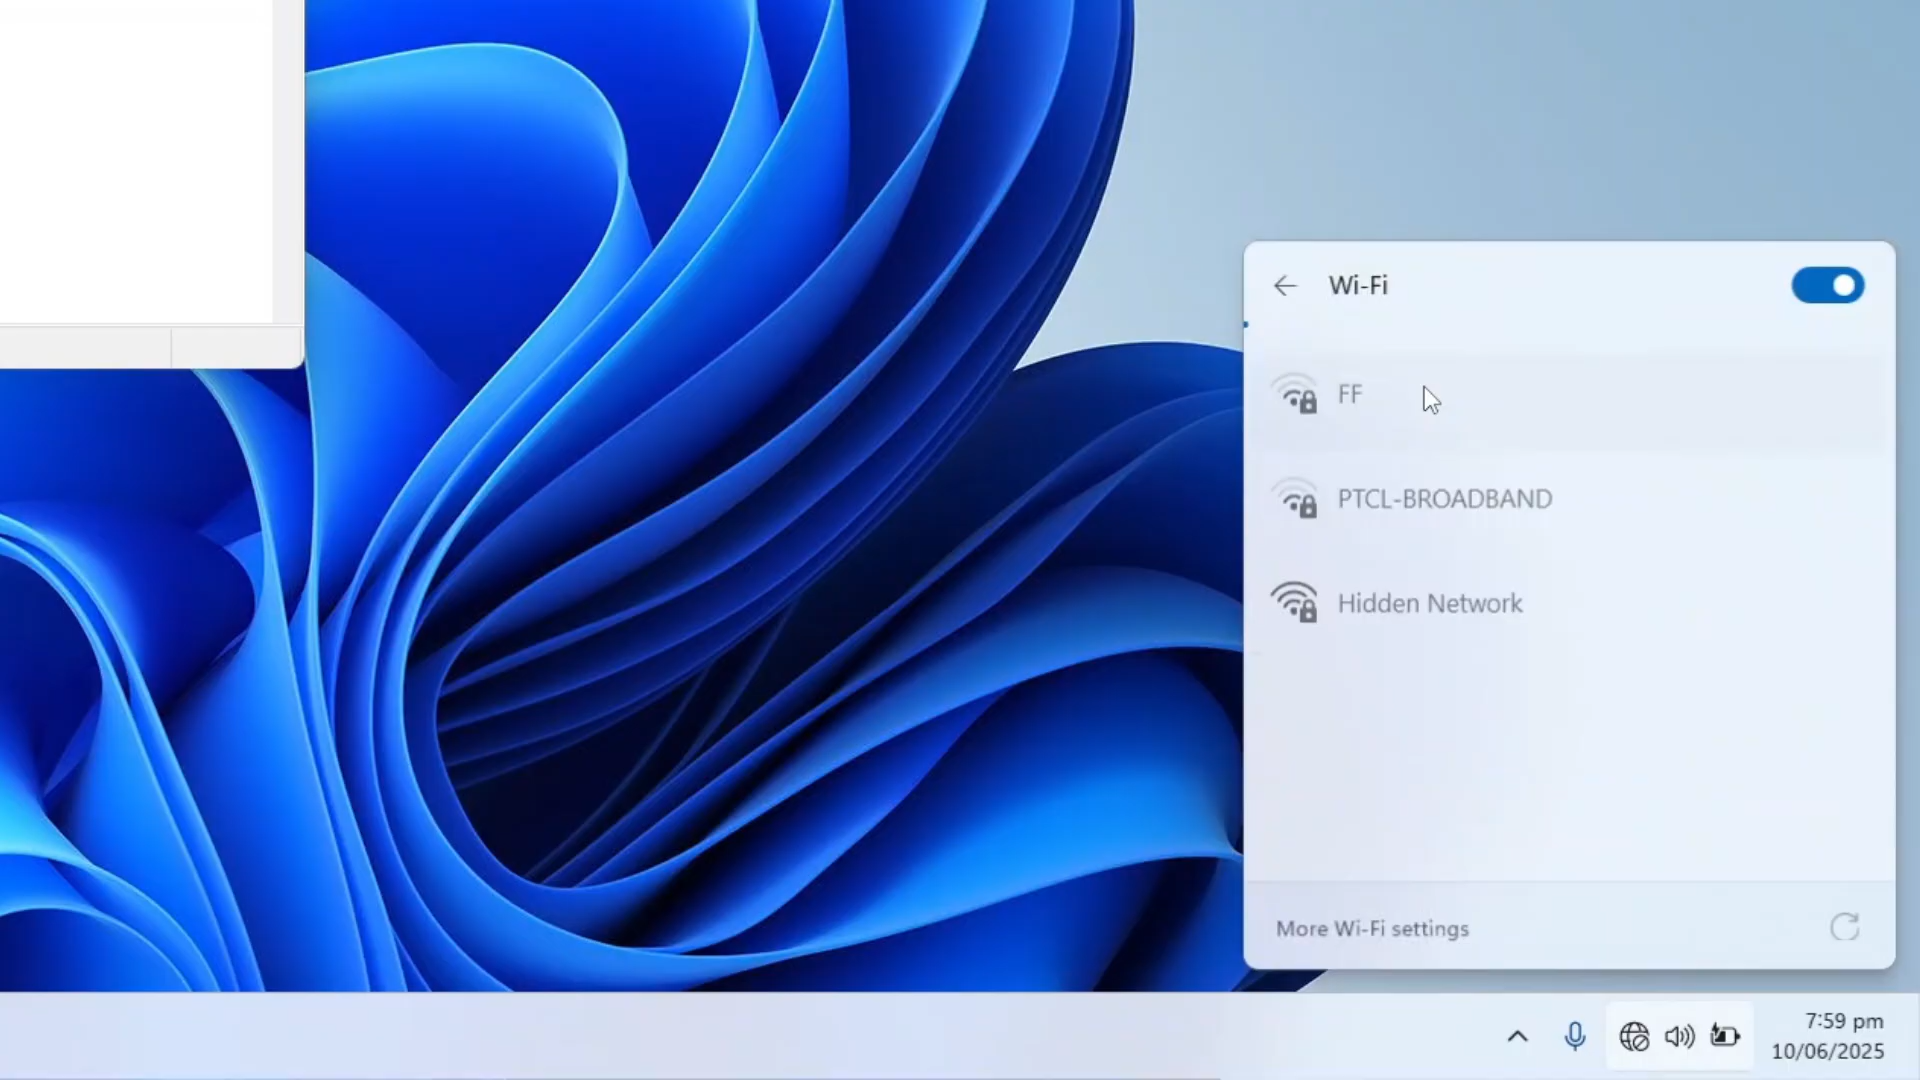 Wi-Fi
FF
PTCL-BROADBAND
Hidden Network
More Wi-Fi settings
7:59 pm
10/06/2025